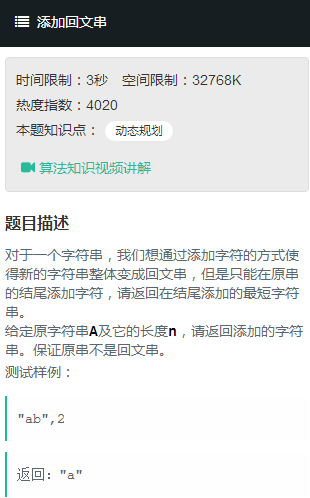 添加回文串
时间限制：3秒 空间限制：32768K
热度指数：4020
本题知识点： 动态规划
算法知识视频讲解
题目描述
对于一个字符串，我们想通过添加字符的方式使
得新的字符串整体变成回文串，但是只能在原串
的结尾添加字符，请返回在结尾添加的最短字符
串。
给定原字符串A及它的长度n，请返回添加的字符
串。保证原串不是回文串。
测试样例：
"ab",2
返回："a"